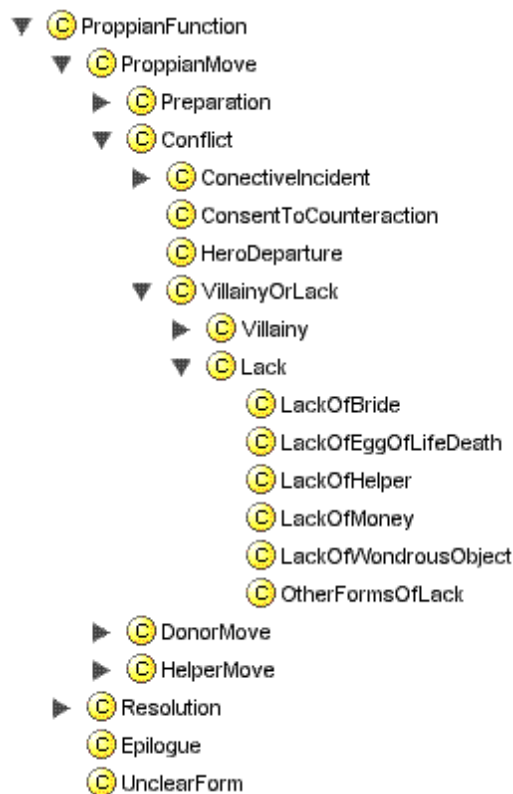 C ProppianFunction
C ProppianMove
C Preparation
C Conflict
C ConectiveIncident
C ConsentToCounteraction
C HeroDeparture
C VillainyOrLack
C Villainy
C Lack
C LackOfBride
C LackOfEggOfLifeDeath
C LackOfHelper
C LackOfMoney
C LackOfWondrousObject
C OtherFormsOfLack
C DonorMove
C HelperMove
C Resolution
C Epilogue
C UnclearForm